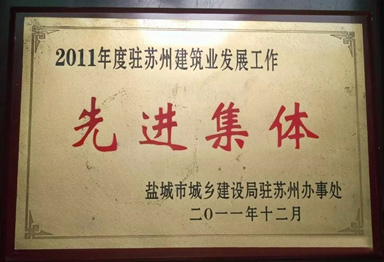 2011年度驻苏州建筑业发展工作
先进集体
盐城市城乡建设局驻苏州办事处
二〇一一年十二月